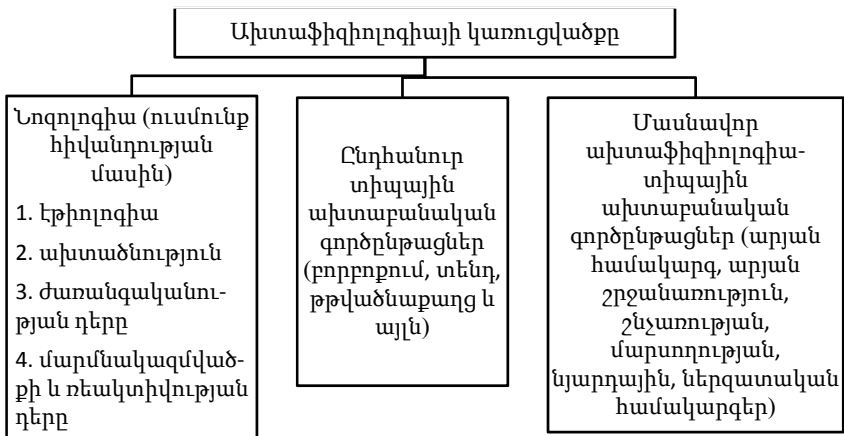 Ախտաֆիզիոլոգիայի կառուցվածքը
Նոզոլոգիա (ուսմունք
հիվանդության
մասին)
1. էթիոլոգիա
2. ախտածնություն
3. ժառանգականու-
թյան դերը
4. մարմնակազմված-
քի և ռեակտիվության
դերը
Ընդհանուր
տիպային
ախտաբանական
գործընթացներ
(բորբոքում, տենդ,
թթվածնաքաղց և
այլն)
Մասնավոր
ախտաֆիզիոլոգիա-
տիպային
ախտաբանական
գործընթացներ (արյան
համակարգ, արյան
շրջանառություն,
շնչառության,
մարսողության,
նյարդային, ներզատական
համակարգեր)